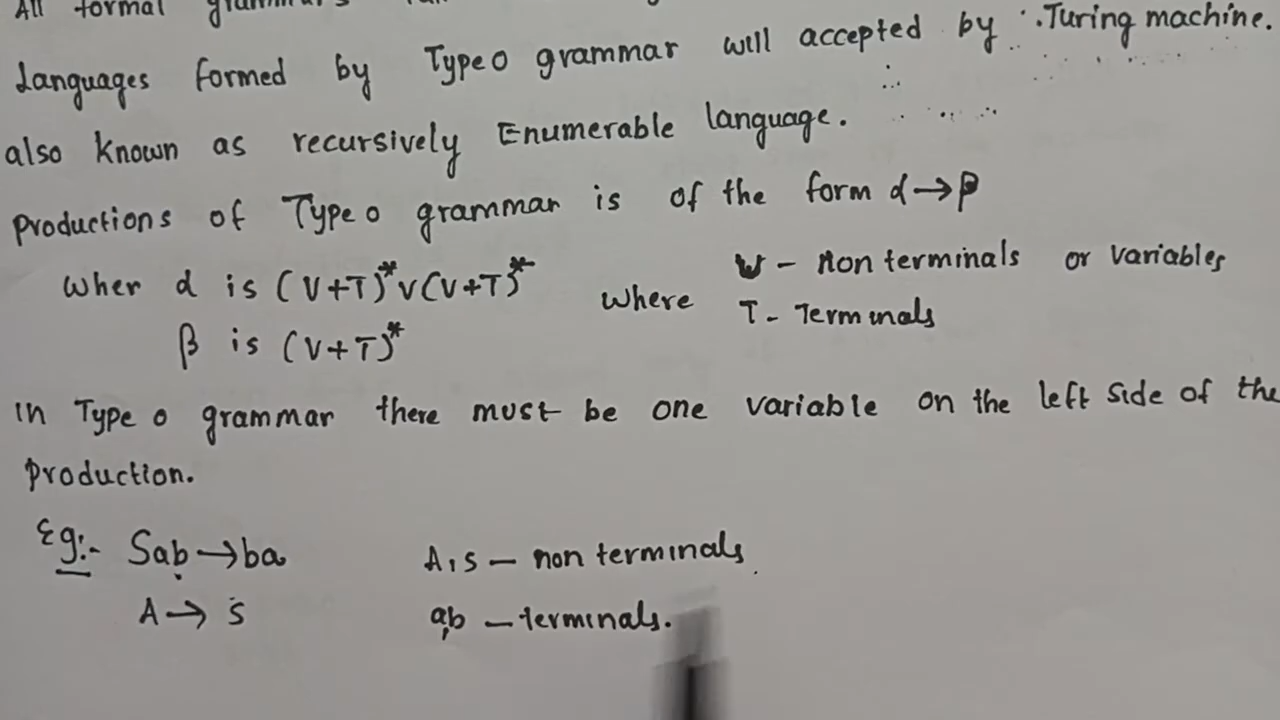 All formal
Languages formed by Type 0 grammar will accepted by Turing machine.
also known as recursively Enumerable language.
Productions of Type 0 grammar is of the form α→β
Wher α is (V+T)*V(V+T)* where V - Non terminals or variables
β is (V+T)* T - Terminals
In Type 0 grammar there must be one variable on the left side of the
production.
Eg:- Sab→ba A,S - non terminals
A→S a,b - terminals.